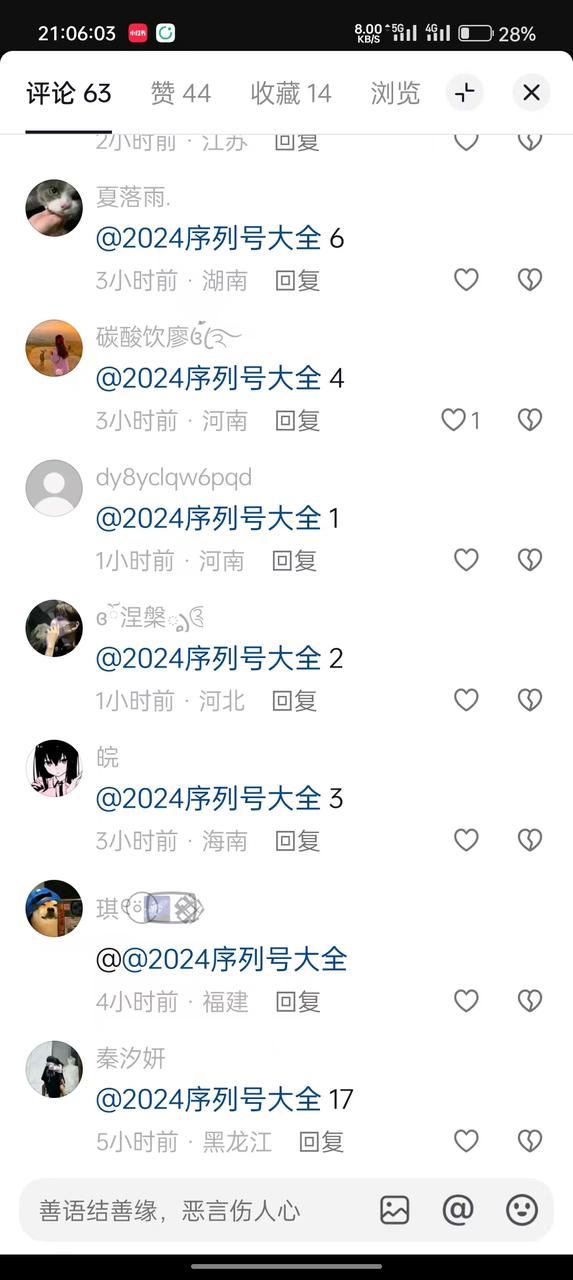 21:06:03 小红书 8.00 KB/S 5G 4G 28%
评论 63 赞 44 收藏 14 浏览
2小时前 · 江苏 回复
夏落雨.
@2024序列号大全 6
3小时前 · 湖南 回复
碳酸饮廖
@2024序列号大全 4
3小时前 · 河南 回复 1
dy8yclqw6pqd
@2024序列号大全 1
1小时前 · 河南 回复
涅槃
@2024序列号大全 2
1小时前 · 河北 回复
皖
@2024序列号大全 3
3小时前 · 海南 回复
琪
@@2024序列号大全
4小时前 · 福建 回复
秦汐妍
@2024序列号大全 17
5小时前 · 黑龙江 回复
善语结善缘，恶言伤人心